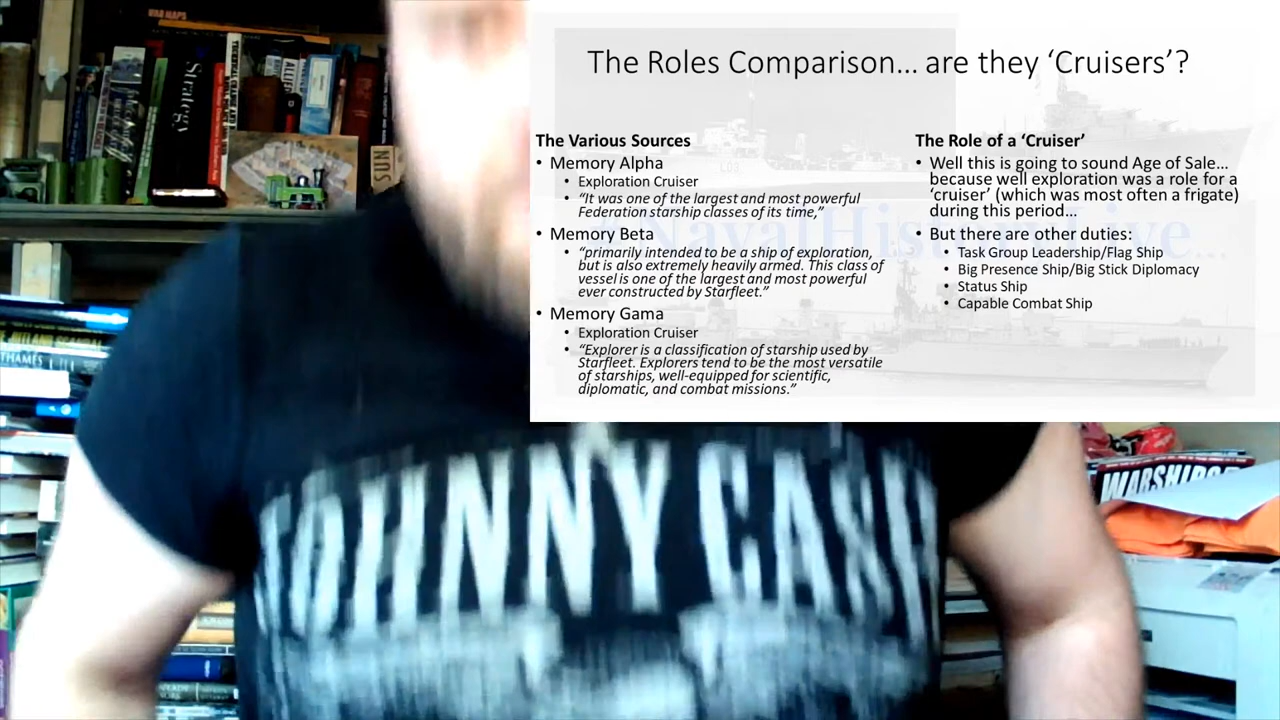 WAR MAPS
Strategy
SUN
THAMES
The Roles Comparison... are they ‘Cruisers’?
The Various Sources
• Memory Alpha
• Exploration Cruiser
• “It was one of the largest and most powerful
Federation starship classes of its time,”
• Memory Beta
• “primarily intended to be a ship of exploration,
but is also extremely heavily armed. This class of
vessel is one of the largest and most powerful
ever constructed by Starfleet.”
• Memory Gama
• Exploration Cruiser
• “Explorer is a classification of starship used by
Starfleet. Explorers tend to be the most versatile
of starships, well-equipped for scientific,
diplomatic, and combat missions.”
The Role of a ‘Cruiser’
• Well this is going to sound Age of Sale...
because well exploration was a role for a
‘cruiser’ (which was most often a frigate)
during this period...
• But there are other duties:
• Task Group Leadership/Flag Ship
• Big Presence Ship/Big Stick Diplomacy
• Status Ship
• Capable Combat Ship
JOHNNY CASH
WARSHIPS